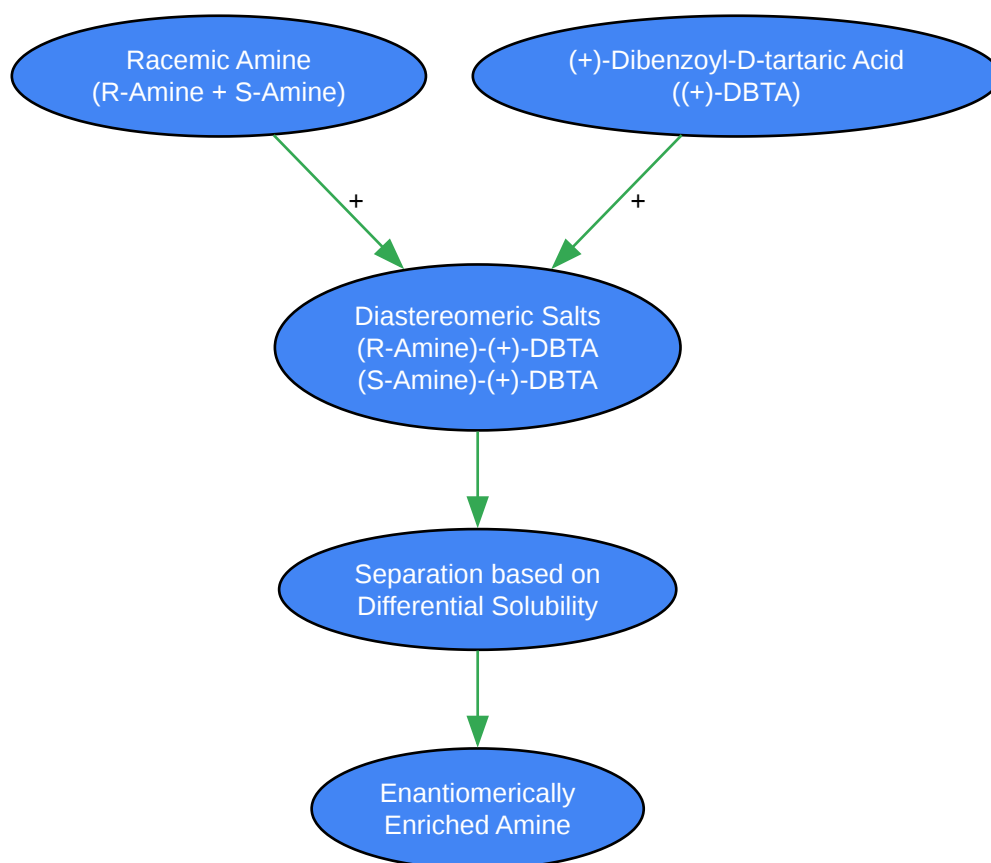 Racemic Amine
(R-Amine + S-Amine)
(+)-Dibenzoyl-D-tartaric Acid
((+)-DBTA)
+
+
Diastereomeric Salts
(R-Amine)-(+)-DBTA
(S-Amine)-(+)-DBTA
Separation based on
Differential Solubility
Enantiomerically
Enriched Amine